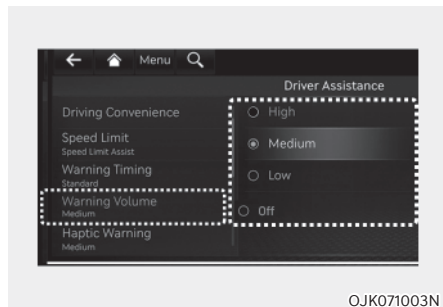 Menu
Driver Assistance
Driving Convenience
High
Speed Limit
Speed Limit Assist
Medium
Warning Timing
Standard
Low
Warning Volume
Medium
Off
Haptic Warning
Medium
OJK071003N